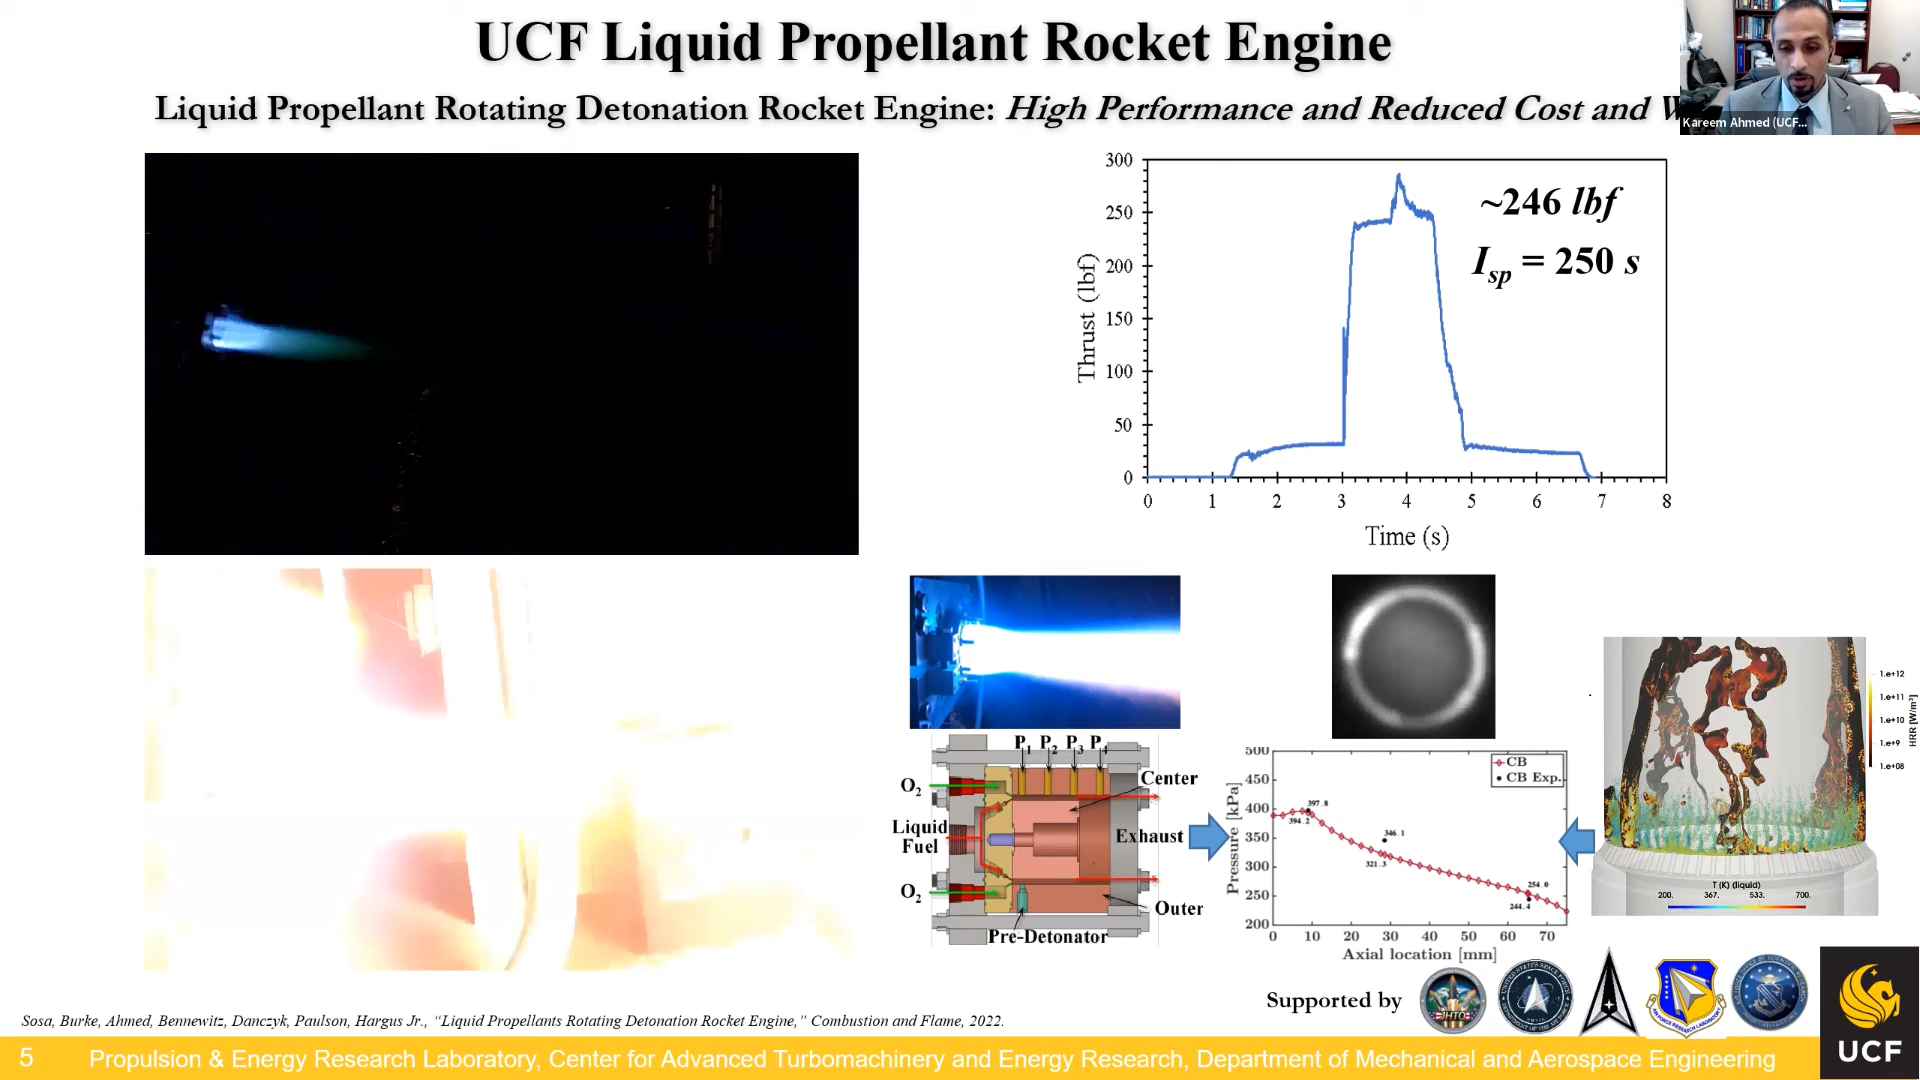 UCF Liquid Propellant Rocket Engine
Liquid Propellant Rotating Detonation Rocket Engine: High Performance and Reduced Cost and W
Kareem Ahmed (UCF...
300
250
200
150
100
50
0
Thrust (lbf)
~246 lbf
Isp = 250 s
0 1 2 3 4 5 6 7 8
Time (s)
P1 P2 P3 P4
O2
Center
Liquid
Fuel
Exhaust
O2
Outer
Pre-Detonator
500
450
400
350
300
250
200
Pressure [kPa]
CB
CB Exp.
397.8
394.2
346.1
321.3
254.0
244.4
0 10 20 30 40 50 60 70
Axial location [mm]
1.e+12
1.e+11
1.e+10
1.e+9
1.e+08
HRR [W/m³]
T (K) (liquid)
200. 367. 533. 700.
Supported by
IHTO
UCF
Sosa, Burke, Ahmed, Bennewitz, Danczyk, Paulson, Hargus Jr., “Liquid Propellants Rotating Detonation Rocket Engine,” Combustion and Flame, 2022.
5 Propulsion & Energy Research Laboratory, Center for Advanced Turbomachinery and Energy Research, Department of Mechanical and Aerospace Engineering